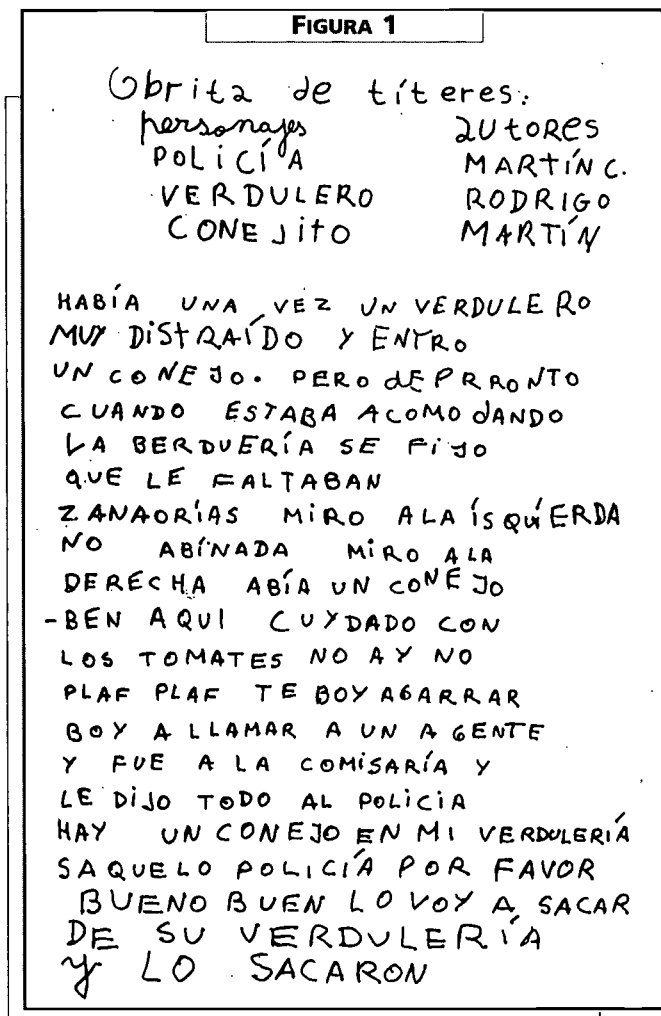 FIGURA 1
Obrita de títeres:
personajes autores
POLICÍA MARTÍN C.
VERDULERO RODRIGO
CONEJITO MARTÍN
HABÍA UNA VEZ UN VERDULERO
MUY DISTRAÍDO Y ENTRO
UN CONEJO. PERO DEPRRONTO
CUANDO ESTABA ACOMODANDO
LA BERDUERÍA SE FIJO
QUE LE FALTABAN
ZANAORÍAS MIRO ALA ÍSQUÍERDA
NO ABÍNADA MIRO ALA
DERECHA ABÍA UN CONEJO
-BEN AQUI CUYDADO CON
LOS TOMATES NO AY NO
PLAF PLAF TE BOY AGARRAR
BOY A LLAMAR A UN AGENTE
Y FUE A LA COMISARÍA Y
LE DIJO TODO AL POLICIA
HAY UN CONEJO EN MI VERDULERIÁ
SAQUELO POLICÍA POR FAVOR
BUENO BUEN LO VOY A SACAR
DE SU VERDULERÍA
y LO SACARON